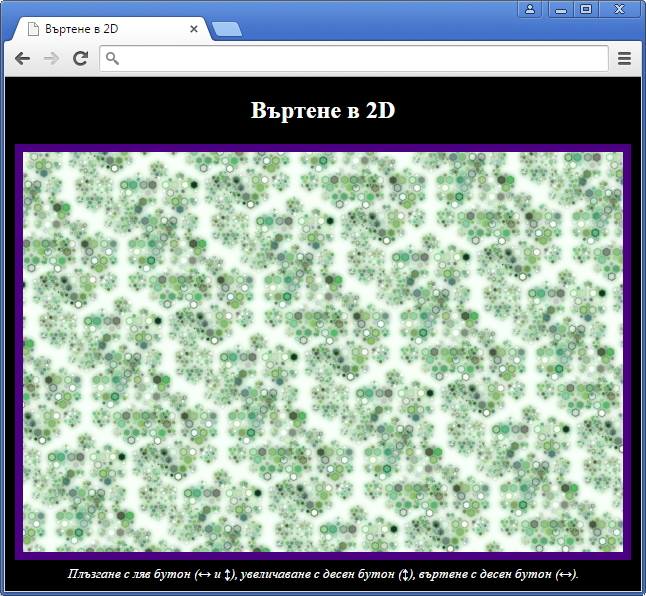 Въртене в 2D
Въртене в 2D
Плъзгане с ляв бутон (↔ и ↕), увеличаване с десен бутон (↕), въртене с десен бутон (↔).